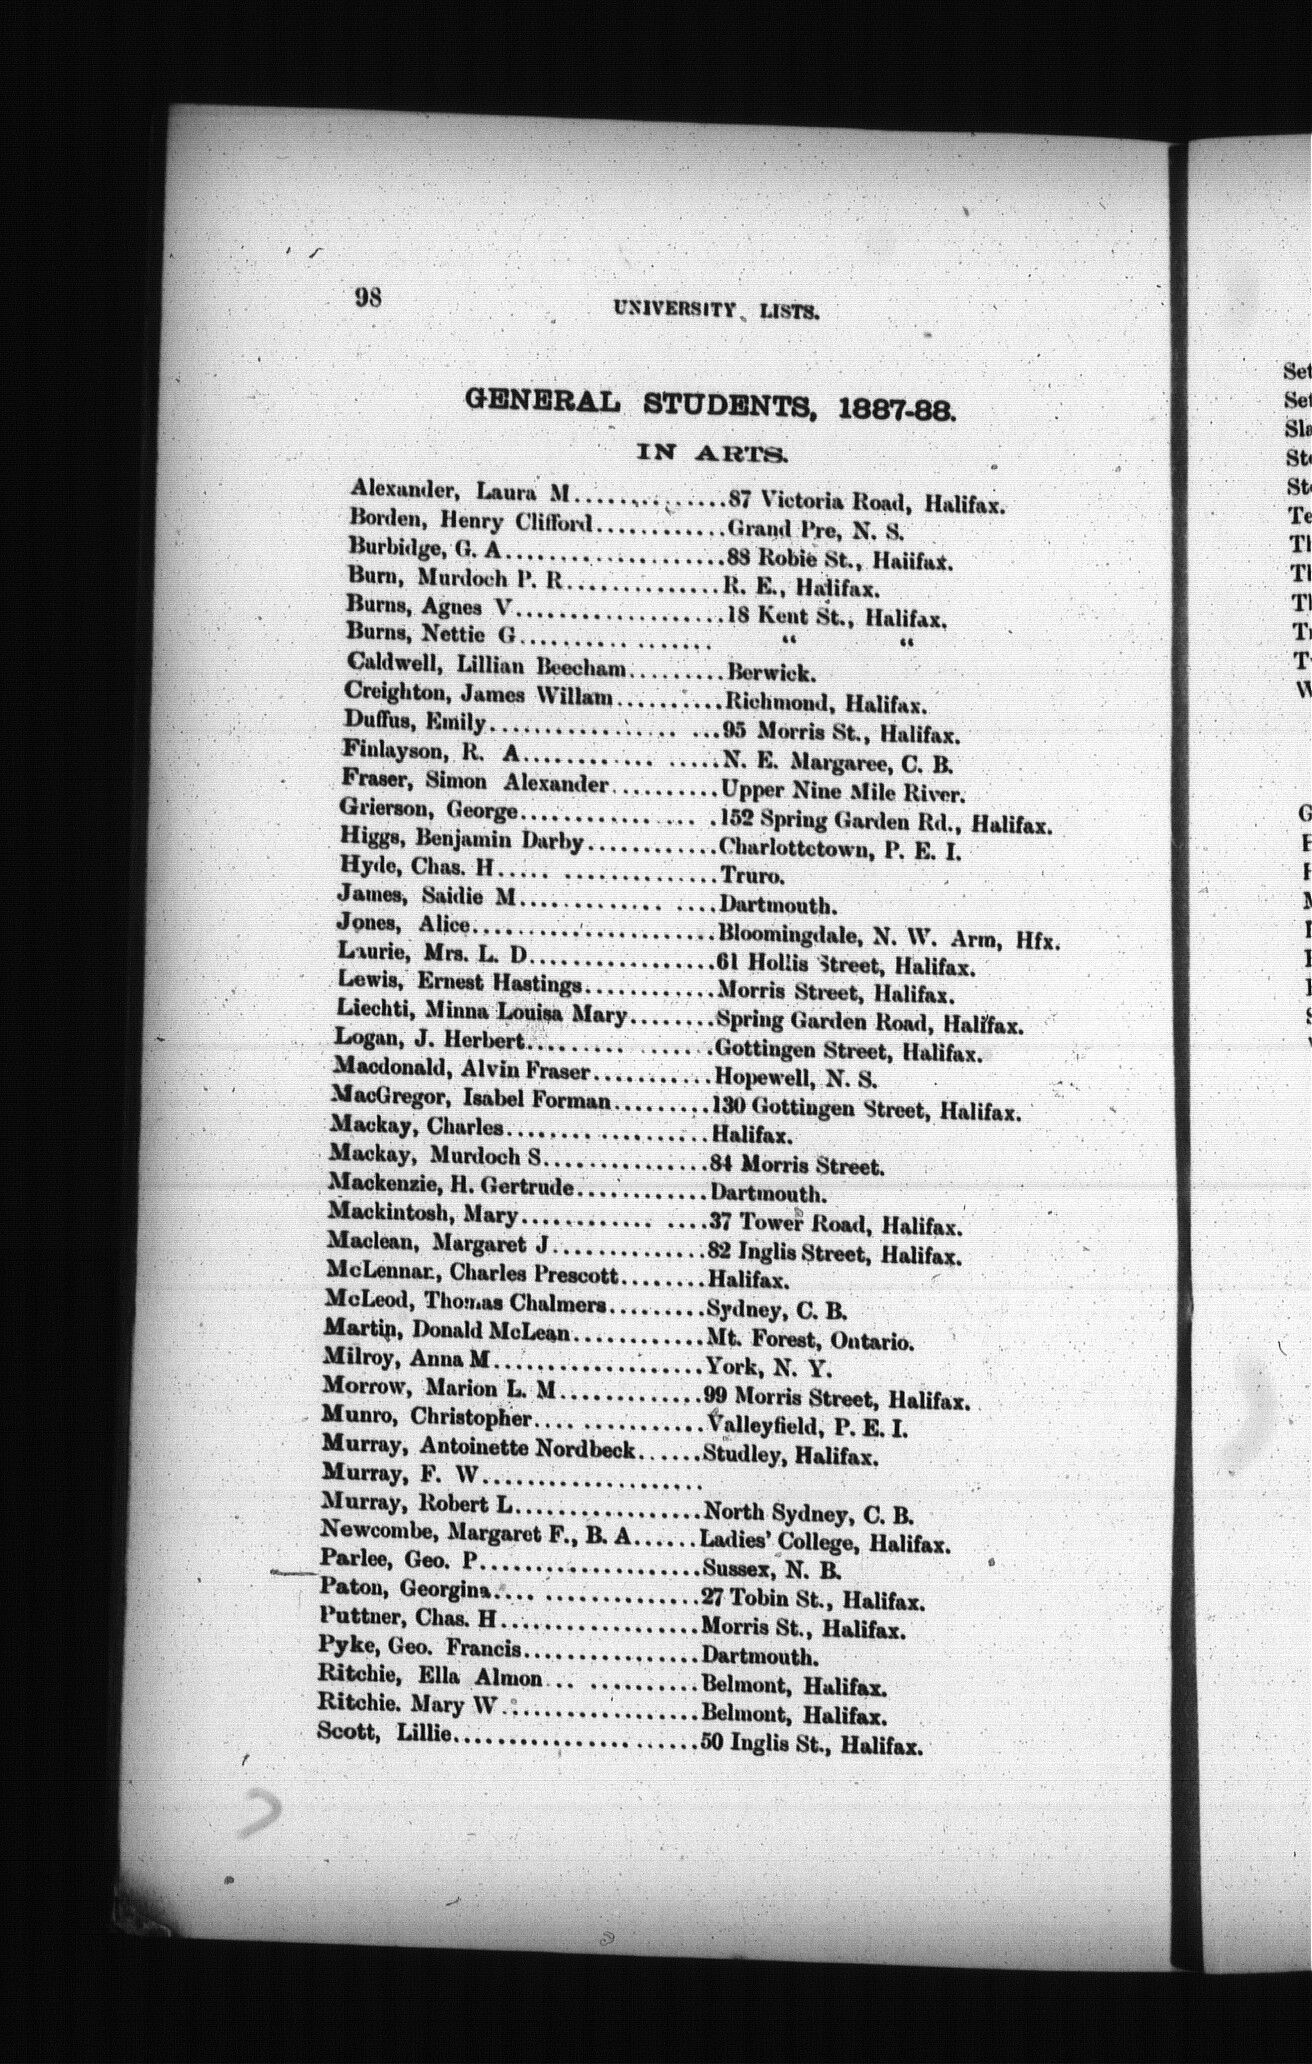 98
UNIVERSITY LISTS.
GENERAL STUDENTS, 1887-88.
IN ARTS.
Alexander, Laura M..............87 Victoria Road, Halifax.
Borden, Henry Clifford............Grand Pre, N. S.
Burbidge, G. A....................88 Robie St., Halifax.
Burn, Murdoch P. R..............R. E., Halifax.
Burns, Agnes V...................18 Kent St., Halifax.
Burns, Nettie G.......... ....... " "
Caldwell, Lillian Beecham.........Berwick.
Creighton, James Willam..........Richmond, Halifax.
Duffus, Emily................. ...95 Morris St., Halifax.
Finlayson, R. A............ .....N. E. Margaree, C. B.
Fraser, Simon Alexander..........Upper Nine Mile River.
Grierson, George............. ... .152 Spring Garden Rd., Halifax.
Higgs, Benjamin Darby............Charlottetown, P. E. I.
Hyde, Chas. H..... ..............Truro.
James, Saidie M............. ....Dartmouth.
Jones, Alice......................Bloomingdale, N. W. Arm, Hfx.
Laurie, Mrs. L. D.................61 Hollis Street, Halifax.
Lewis, Ernest Hastings............Morris Street, Halifax.
Liechti, Minna Louisa Mary........Spring Garden Road, Halifax.
Logan, J. Herbert......... .......Gottingen Street, Halifax.
Macdonald, Alvin Fraser...........Hopewell, N. S.
MacGregor, Isabel Forman.........130 Gottingen Street, Halifax.
Mackay, Charles........ ..........Halifax.
Mackay, Murdoch S...............84 Morris Street.
Mackenzie, H. Gertrude............Dartmouth.
Mackintosh, Mary............ ....37 Tower Road, Halifax.
Maclean, Margaret J..............82 Inglis Street, Halifax.
McLennan, Charles Prescott........Halifax.
McLeod, Thomas Chalmers.........Sydney, C. B.
Martin, Donald McLean............Mt. Forest, Ontario.
Milroy, Anna M...................York, N. Y.
Morrow, Marion L. M.............99 Morris Street, Halifax.
Munro, Christopher.... ...........Valleyfield, P. E. I.
Murray, Antoinette Nordbeck......Studley, Halifax.
Murray, F. W....................
Murray, Robert L.................North Sydney, C. B.
Newcombe, Margaret F., B. A......Ladies' College, Halifax.
Parlee, Geo. P....................Sussex, N. B.
Paton, Georgina.... ..............27 Tobin St., Halifax.
Puttner, Chas. H..................Morris St., Halifax.
Pyke, Geo. Francis................Dartmouth.
Ritchie, Ella Almon... ..........Belmont, Halifax.
Ritchie. Mary W..................Belmont, Halifax.
Scott, Lillie.................. ......50 Inglis St., Halifax.